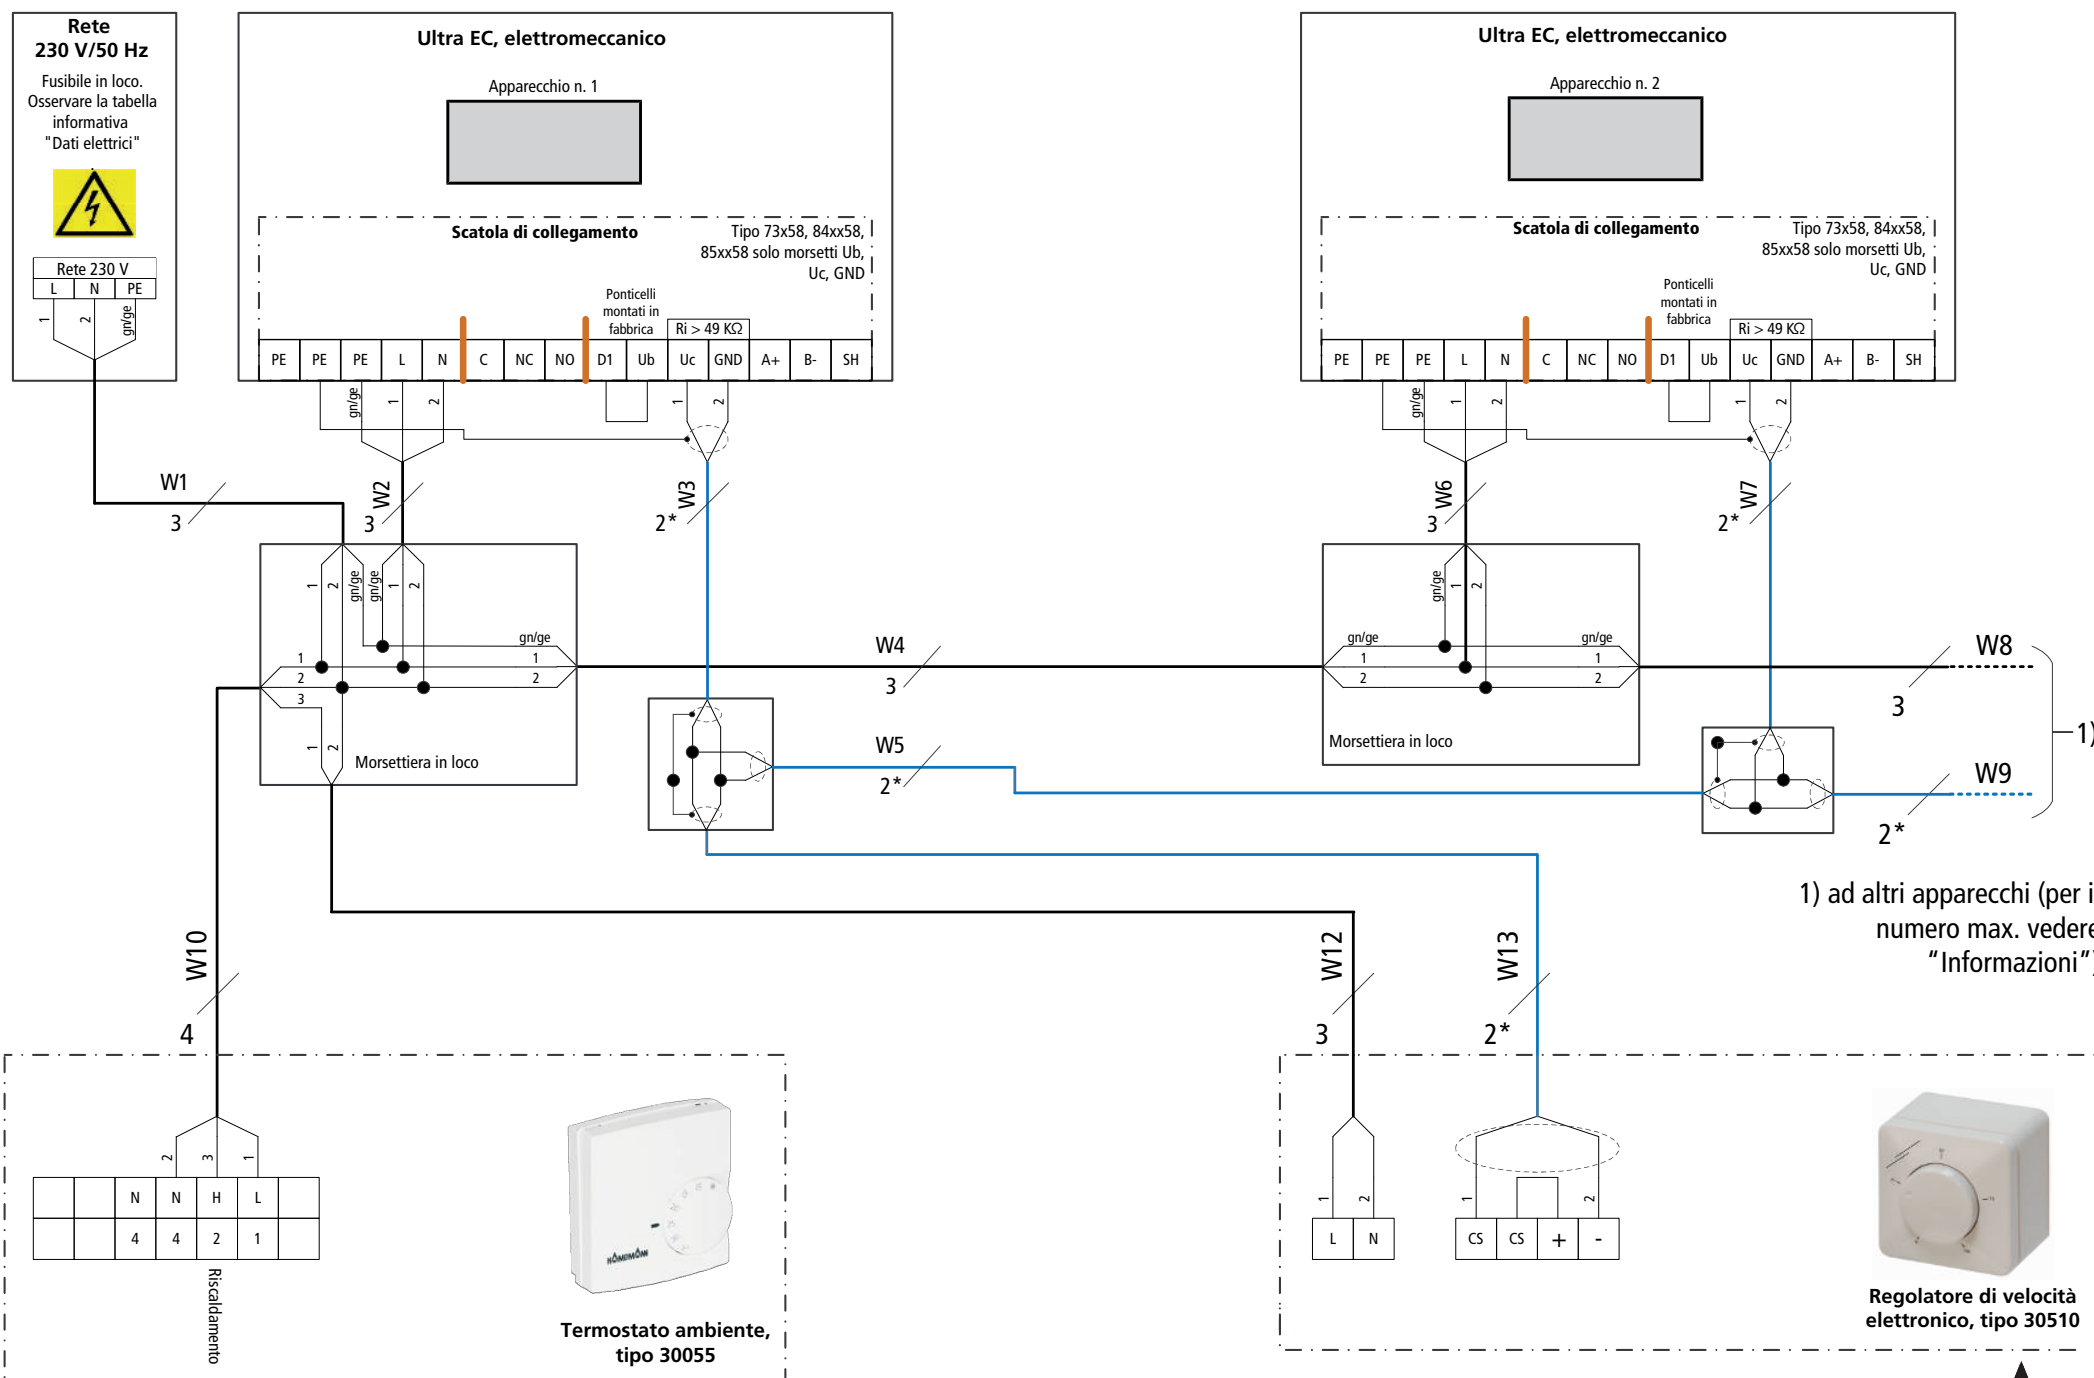 Rete
230 V/50 Hz
Fusibile in loco.
Osservare la tabella
informativa
"Dati elettrici"
Rete 230 V
L N PE
1 2 gn/ge
Ultra EC, elettromeccanico
Apparecchio n. 1
Scatola di collegamento
Tipo 73x58, 84xx58,
85xx58 solo morsetti Ub,
Uc, GND
Ponticelli
montati in
fabbrica
Ri > 49 KΩ
PE PE PE L N C NC NO D1 Ub Uc GND A+ B- SH
gn/ge 1 2 1 2
Ultra EC, elettromeccanico
Apparecchio n. 2
Scatola di collegamento
Tipo 73x58, 84xx58,
85xx58 solo morsetti Ub,
Uc, GND
Ponticelli
montati in
fabbrica
Ri > 49 KΩ
PE PE PE L N C NC NO D1 Ub Uc GND A+ B- SH
gn/ge 1 2 1 2
W1
3
W2
3
W3
2*
W6
3
W7
2*
1 2 gn/ge gn/ge 1 2
gn/ge
1 1
2 2
3
1 2
Morsettiera in loco
W4
3
W5
2*
gn/ge 1 2
gn/ge gn/ge
1 1
2 2
Morsettiera in loco
W8
3
1)
W9
2*
1) ad altri apparecchi (per i
numero max. vedere
"Informazioni")
W10
4
W12
3
W13
2*
2 3 1
N N H L
4 4 2 1
Riscaldamento
Termostato ambiente,
tipo 30055
1 2
L N
1 2
CS CS + -
Regolatore di velocità
elettronico, tipo 30510